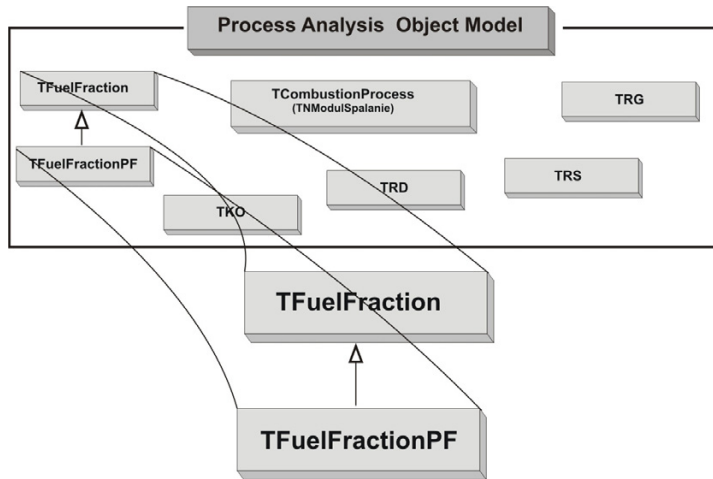 Process Analysis Object Model
TFuelFraction
TCombustionProcess
(TNModulSpalanie)
TRG
TFuelFractionPF
TRD
TRS
TKO
TFuelFraction
TFuelFractionPF